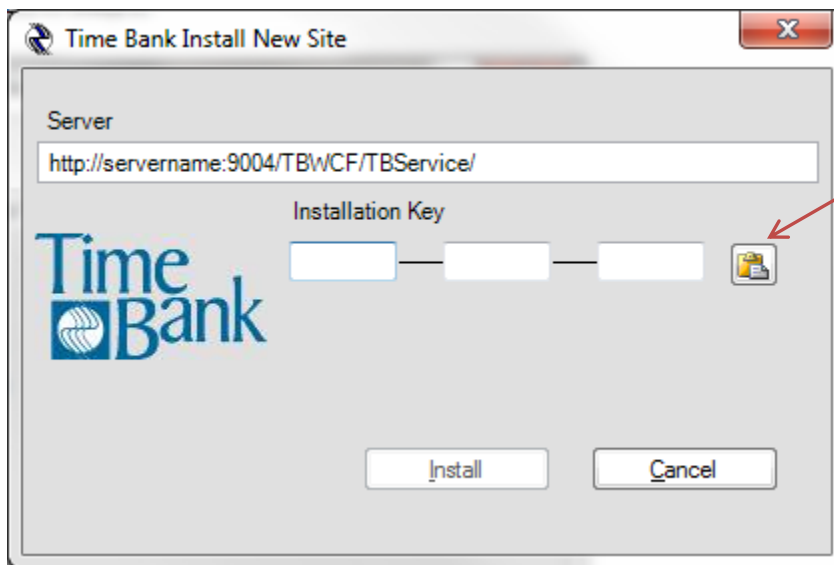 Time Bank Install New Site
Server
http://servername:9004/TBWCF/TBService/
Installation Key
Time
Bank
Install
Cancel